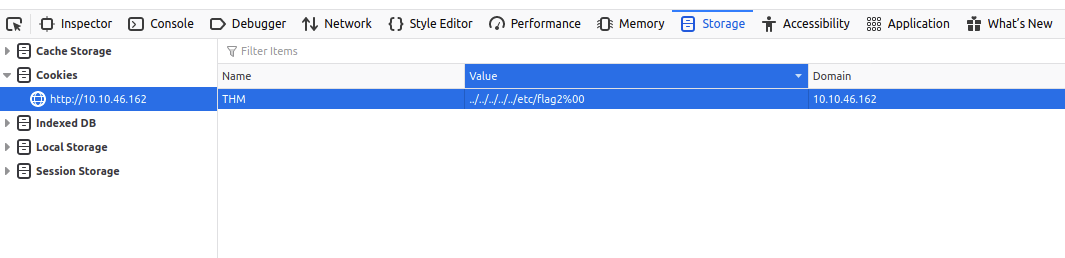 Inspector Console Debugger Network Style Editor Performance Memory Storage Accessibility Application What's New
Cache Storage Filter Items
Cookies Name Value Domain
http://10.10.46.162 THM ../../../../../etc/flag2%00 10.10.46.162
Indexed DB
Local Storage
Session Storage